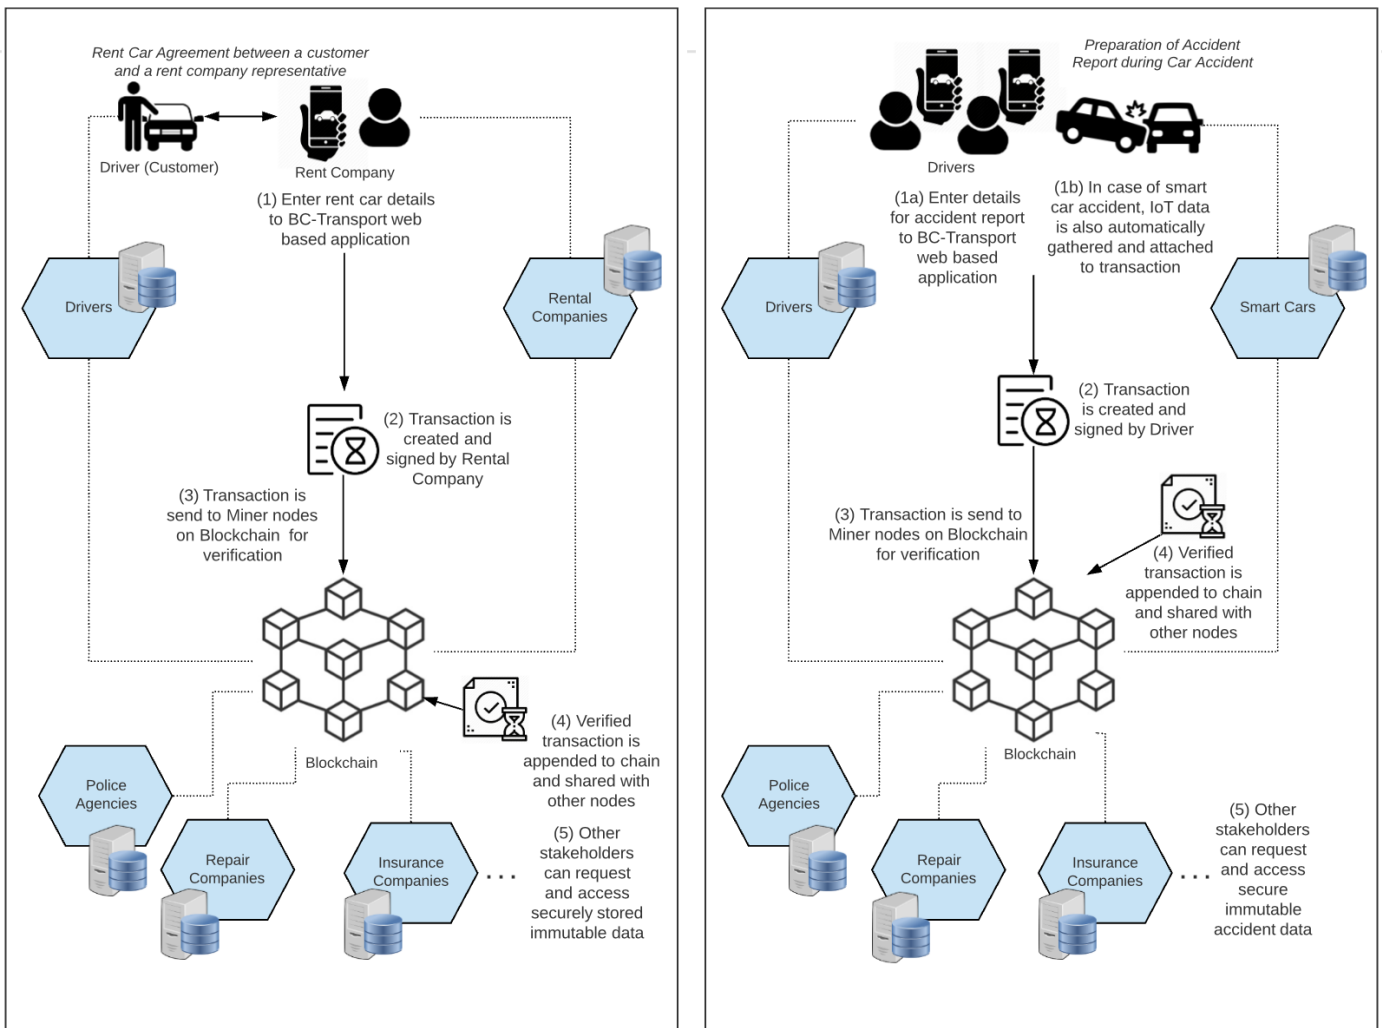 Rent Car Agreement between a customer
and a rent company representative
Driver (Customer)
Rent Company
(1) Enter rent car details
to BC-Transport web
based application
Drivers
Rental
Companies
(2) Transaction is
created and
signed by Rental
Company
(3) Transaction is
send to Miner nodes
on Blockchain for
verification
Blockchain
(4) Verified
transaction is
appended to chain
and shared with
other nodes
Police
Agencies
Repair
Companies
Insurance
Companies
...
(5) Other
stakeholders
can request
and access
securely stored
immutable data
Preparation of Accident
Report during Car Accident
Drivers
(1a) Enter details
for accident report
to BC-Transport
web based
application
(1b) In case of smart
car accident, IoT data
is also automatically
gathered and attached
to transaction
Drivers
Smart Cars
(2) Transaction
is created and
signed by Driver
(3) Transaction is send to
Miner nodes on Blockchain
for verification
(4) Verified
transaction is
appended to chain
and shared with
other nodes
Blockchain
Police
Agencies
Repair
Companies
Insurance
Companies
...
(5) Other
stakeholders
can request
and access
secure
immutable
accident data